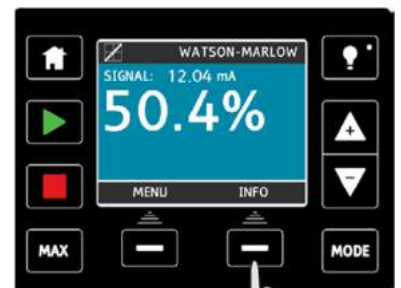 WATSON-MARLOW
SIGNAL: 12.04 mA
50.4%
MENU INFO
MAX MODE